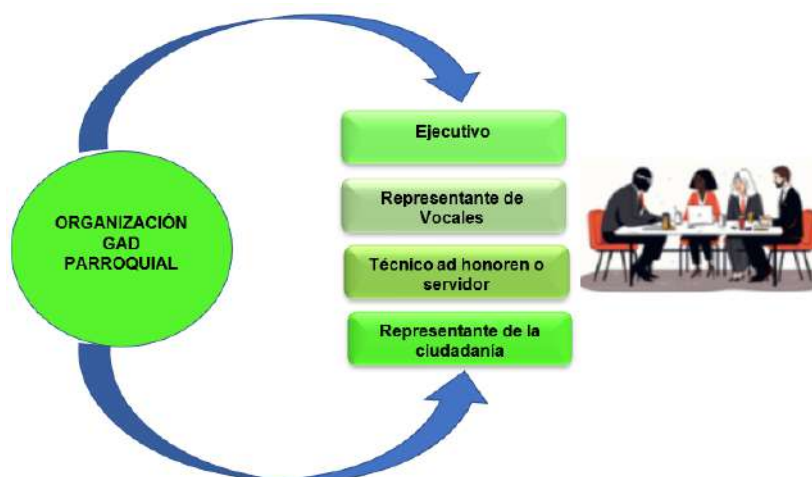 ORGANIZACIÓN
GAD
PARROQUIAL
Ejecutivo
Representante de
Vocales
Técnico ad honoren o
servidor
Representante de la
ciudadanía